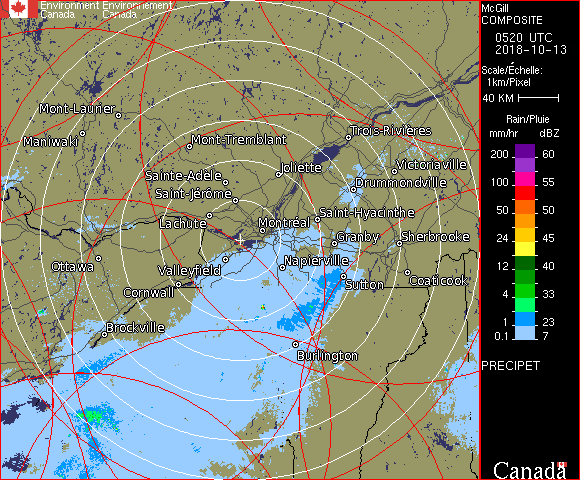 Environment Environnement
Canada Canada
McGill
COMPOSITE
0520 UTC
2018-10-13
Scale/Échelle:
1km/Pixel
40 KM
Rain/Pluie
mm/hr dBZ
200 60
150 55
100 55
50 50
24 45
12 40
4 33
1 23
0.1 7
PRECIPET
Canada
Mont-Laurier
Maniwaki
Mont-Tremblant
Trois-Rivières
Joliette
Victoriaville
Sainte-Adèle
Drummondville
Saint-Jérôme
Saint-Hyacinthe
Lachute
Montréal
Granby
Sherbrooke
Ottawa
Valleyfield
Napierville
Coaticook
Cornwall
Sutton
Brockville
Burlington